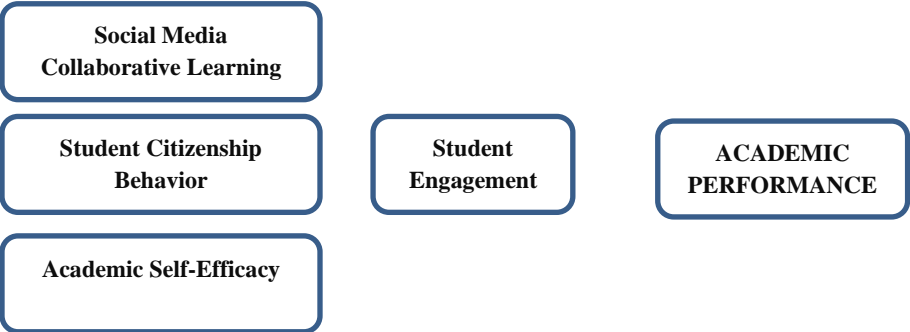 Social Media
Collaborative Learning
Student Citizenship
Behavior
Student
Engagement
ACADEMIC
PERFORMANCE
Academic Self-Efficacy